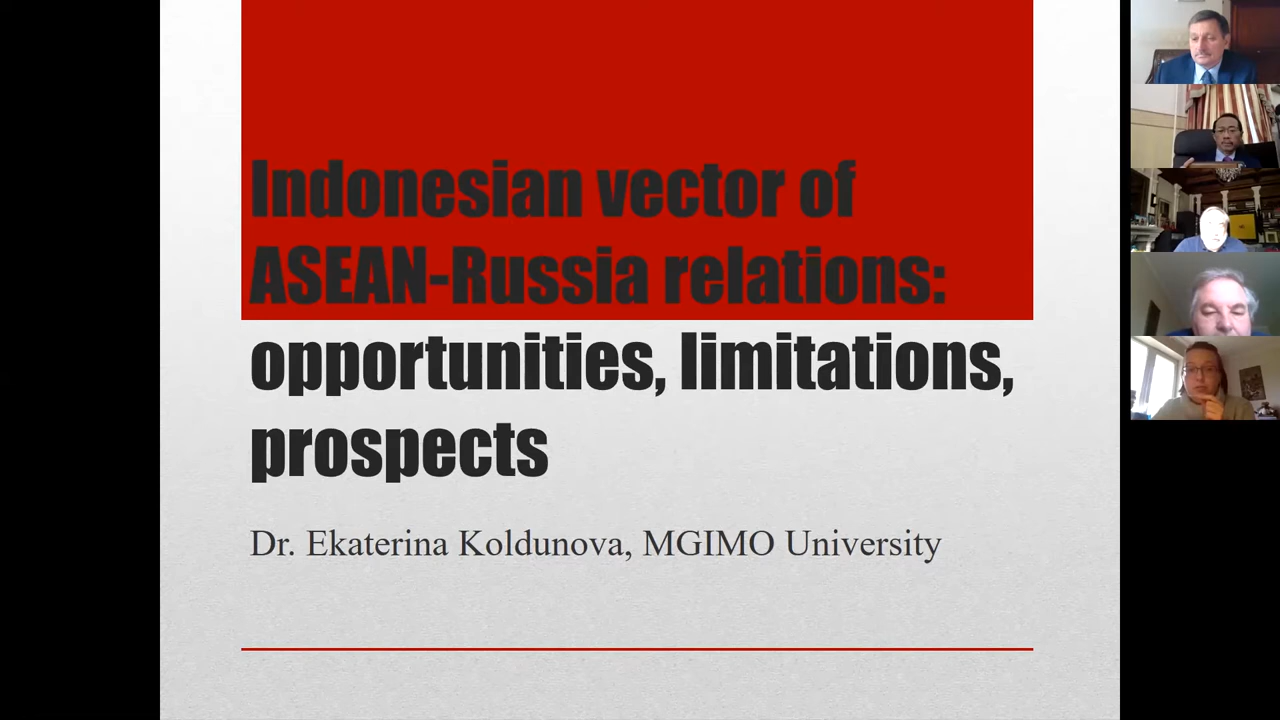 Indonesian vector of
ASEAN-Russia relations:
opportunities, limitations,
prospects
Dr. Ekaterina Koldunova, MGIMO University